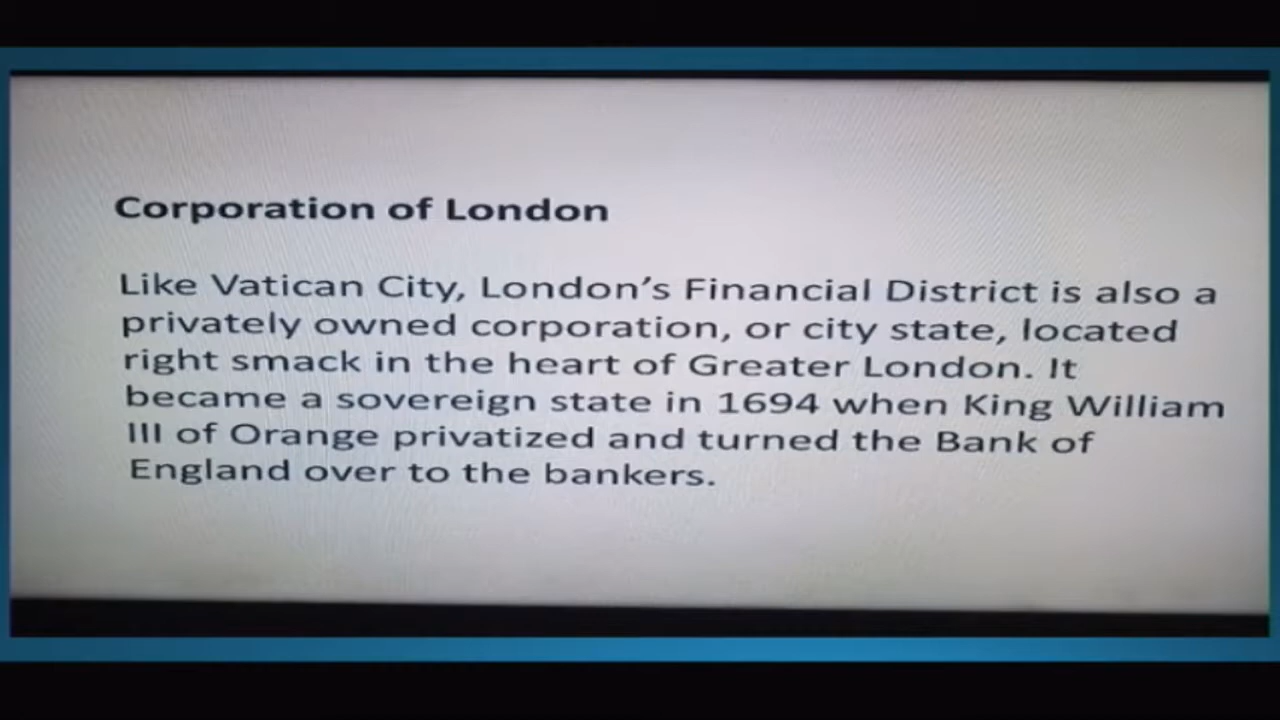 Corporation of London
Like Vatican City, London's Financial District is also a
privately owned corporation, or city state, located
right smack in the heart of Greater London. It
became a sovereign state in 1694 when King William
III of Orange privatized and turned the Bank of
England over to the bankers.